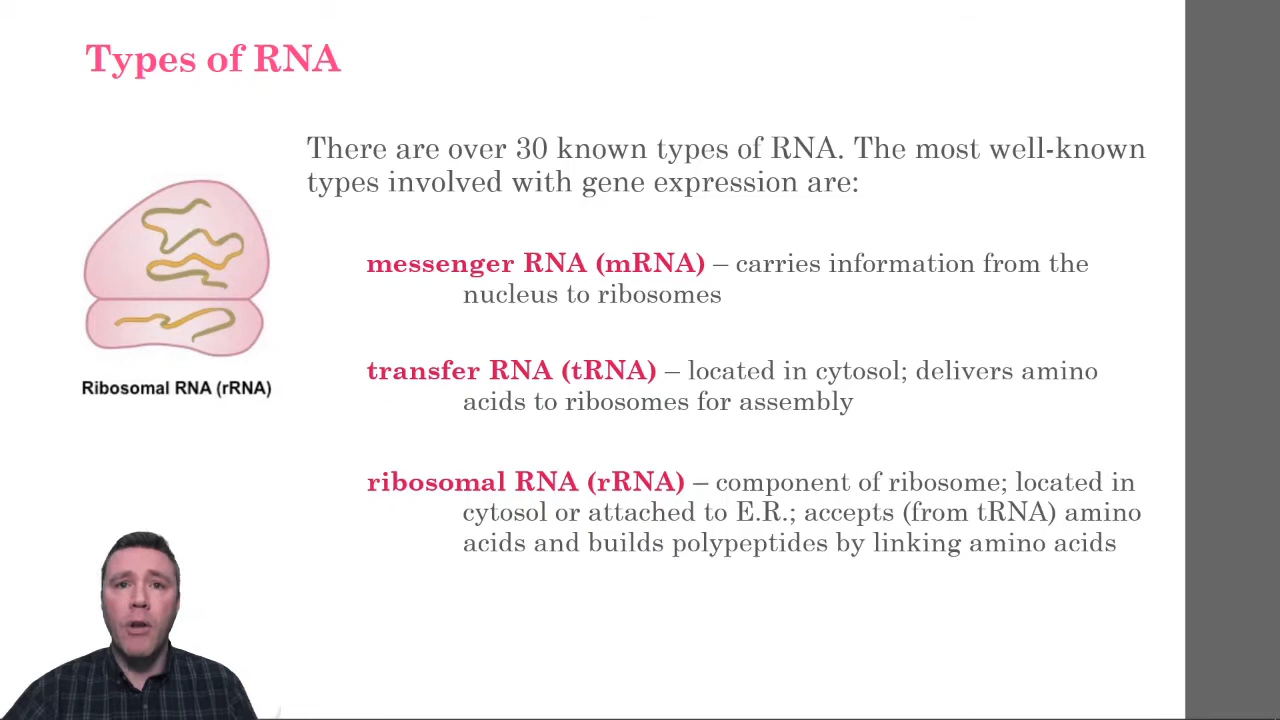 Types of RNA
There are over 30 known types of RNA. The most well-known
types involved with gene expression are:
messenger RNA (mRNA) – carries information from the
nucleus to ribosomes
transfer RNA (tRNA) – located in cytosol; delivers amino
acids to ribosomes for assembly
ribosomal RNA (rRNA) – component of ribosome; located in
cytosol or attached to E.R.; accepts (from tRNA) amino
acids and builds polypeptides by linking amino acids
Ribosomal RNA (rRNA)